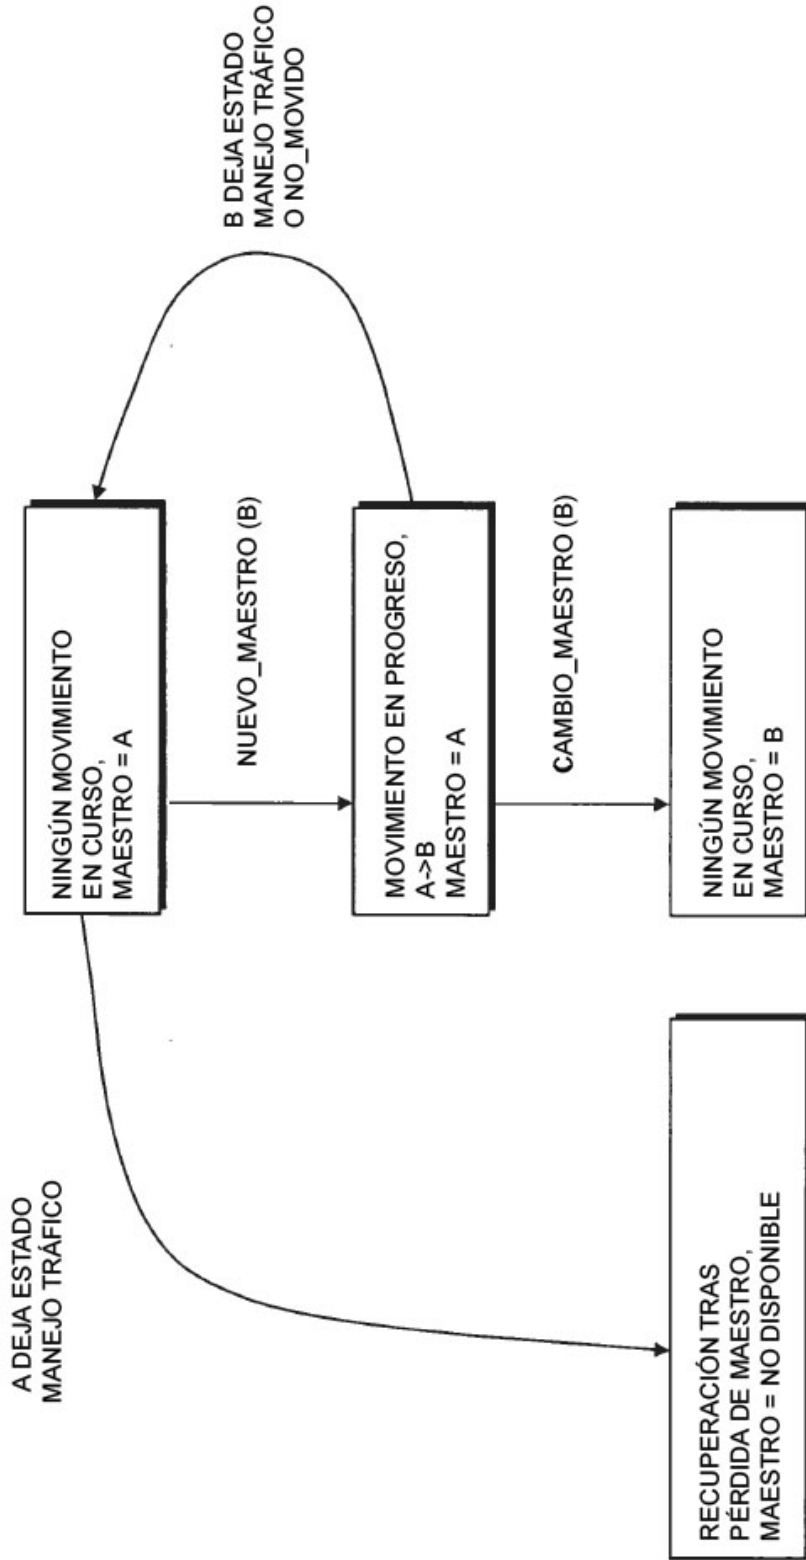 A DEJA ESTADO
MANEJO TRÁFICO
NINGÚN MOVIMIENTO
EN CURSO,
MAESTRO = A
B DEJA ESTADO
MANEJO TRÁFICO
O NO_MOVIDO
NUEVO_MAESTRO (B)
MOVIMIENTO EN PROGRESO,
A->B
MAESTRO = A
CAMBIO_MAESTRO (B)
RECUPERACIÓN TRAS
PÉRDIDA DE MAESTRO,
MAESTRO = NO DISPONIBLE
NINGÚN MOVIMIENTO
EN CURSO,
MAESTRO = B